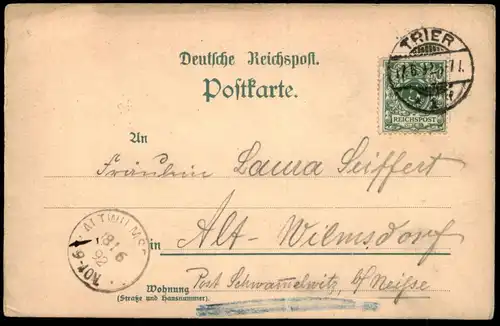 Deutsche Reichspost.
Postkarte.
TRIER
REICHSPOST
An
Fräulein Laura Seiffert
in Alt-Wilmsdorf
ALTWILMSD
Wohnung
(Straße und Hausnummer).
Post Schwammelwitz, b/Neisse